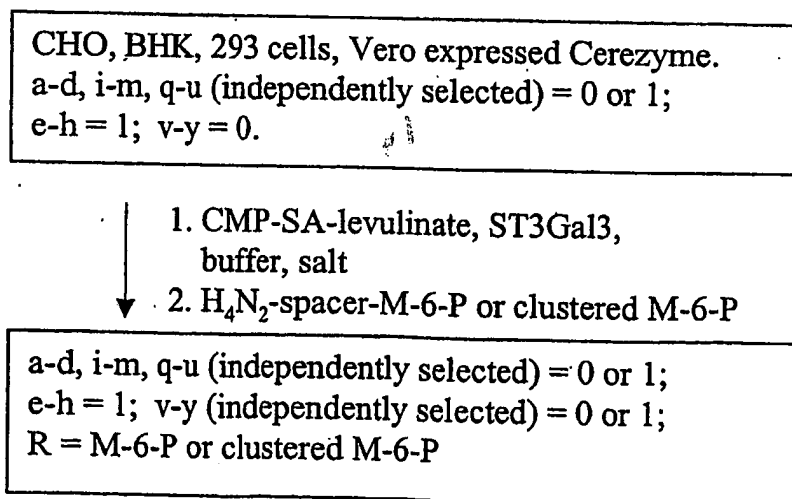 CHO, BHK, 293 cells, Vero expressed Cerezyme.
a-d, i-m, q-u (independently selected) = 0 or 1;
e-h = 1; v-y = 0.
1. CMP-SA-levulinate, ST3Gal3,
buffer, salt
2. H₄N₂-spacer-M-6-P or clustered M-6-P
a-d, i-m, q-u (independently selected) = 0 or 1;
e-h = 1; v-y (independently selected) = 0 or 1;
R = M-6-P or clustered M-6-P